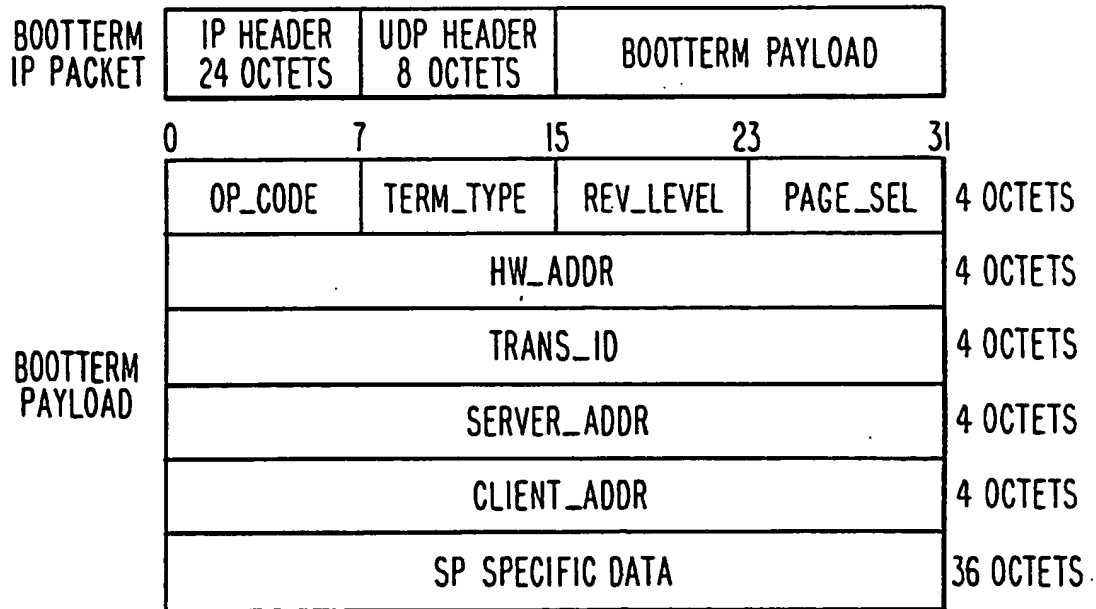 BOOTTERM IP PACKET
IP HEADER 24 OCTETS
UDP HEADER 8 OCTETS
BOOTTERM PAYLOAD
0 7 15 23 31
OP_CODE TERM_TYPE REV_LEVEL PAGE_SEL 4 OCTETS
HW_ADDR 4 OCTETS
TRANS_ID 4 OCTETS
BOOTTERM PAYLOAD
SERVER_ADDR 4 OCTETS
CLIENT_ADDR 4 OCTETS
SP SPECIFIC DATA 36 OCTETS